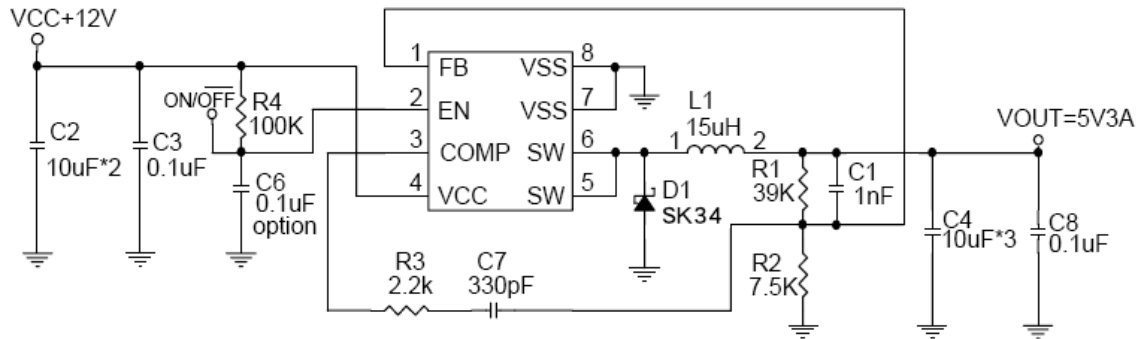 VCC+12V
1 FB VSS 8
2 EN VSS 7
3 COMP SW 6
4 VCC SW 5
ON/OFF
R4
100K
C2
10uF*2
C3
0.1uF
C6
0.1uF
option
L1
1 15uH 2
D1
SK34
R1
39K
C1
1nF
VOUT=5V3A
R2
7.5K
C4
10uF*3
C8
0.1uF
R3
2.2k
C7
330pF